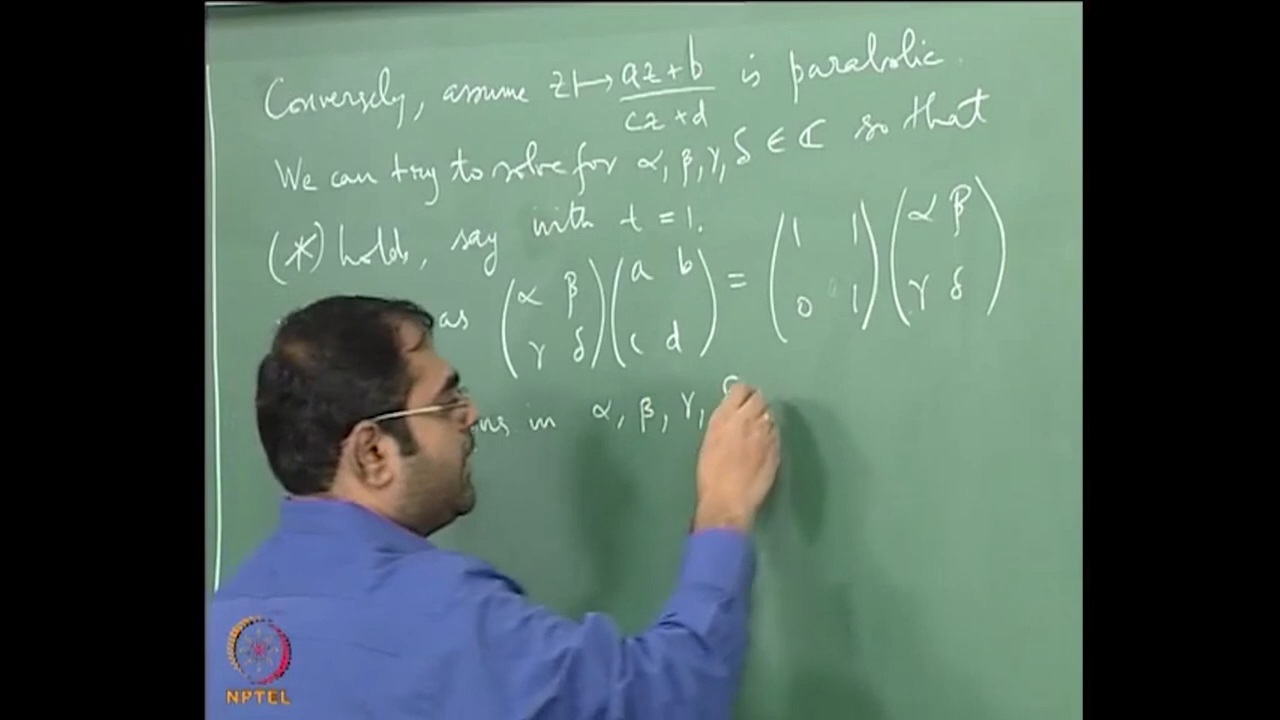 Conversely, assume z ↦ (az+b)/(cz+d) is parabolic.
We can try to solve for α, β, γ, δ ∈ ℂ so that
(*) holds, say with t = 1.
as (α β; γ δ)(a b; c d) = (1 1; 0 1)(α β; γ δ)
in α, β, γ,
NPTEL